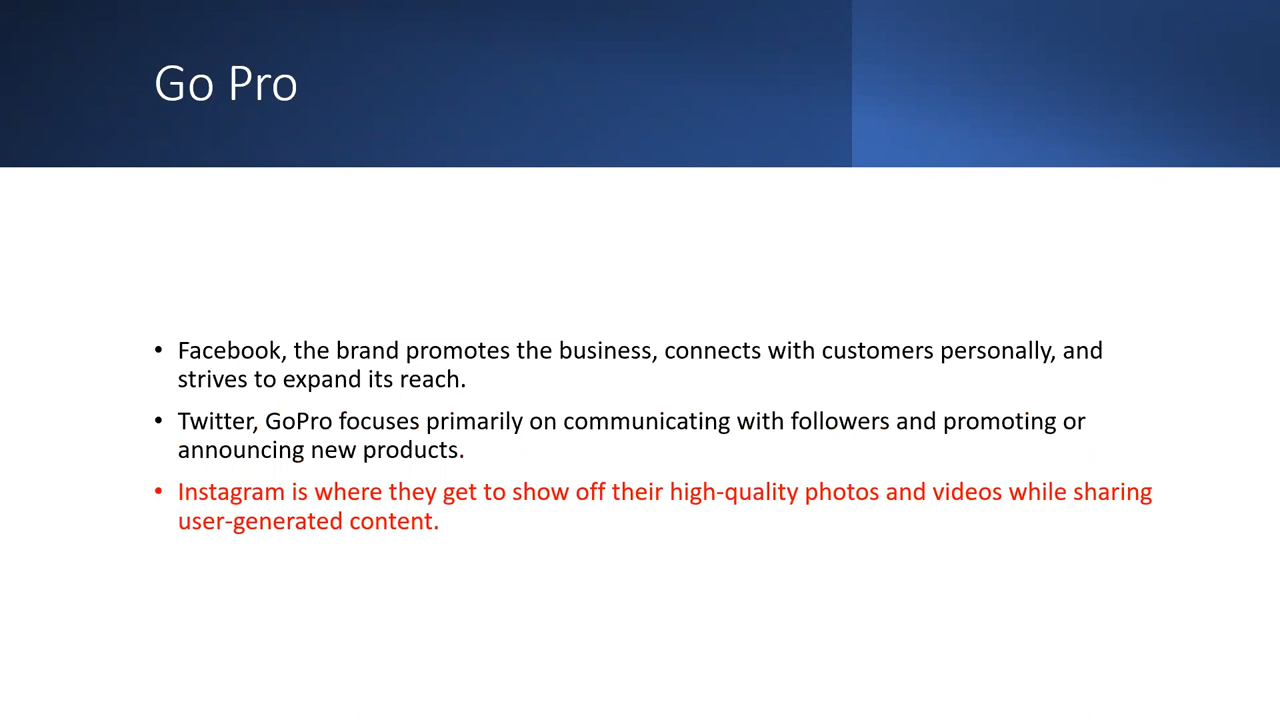 Go Pro
• Facebook, the brand promotes the business, connects with customers personally, and
strives to expand its reach.
• Twitter, GoPro focuses primarily on communicating with followers and promoting or
announcing new products.
• Instagram is where they get to show off their high-quality photos and videos while sharing
user-generated content.